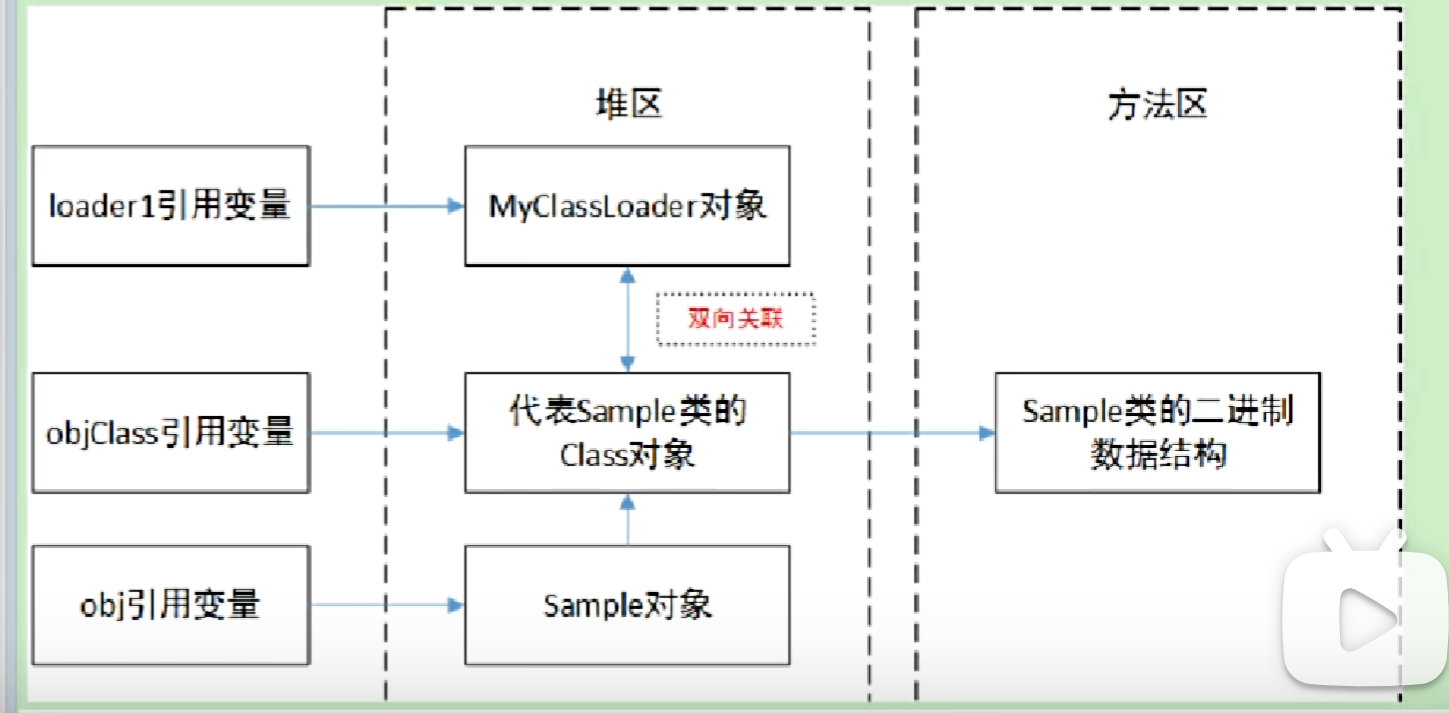 堆区
方法区
loader1引用变量
MyClassLoader对象
双向关联
objClass引用变量
代表Sample类的
Class对象
Sample类的二进制
数据结构
obj引用变量
Sample对象